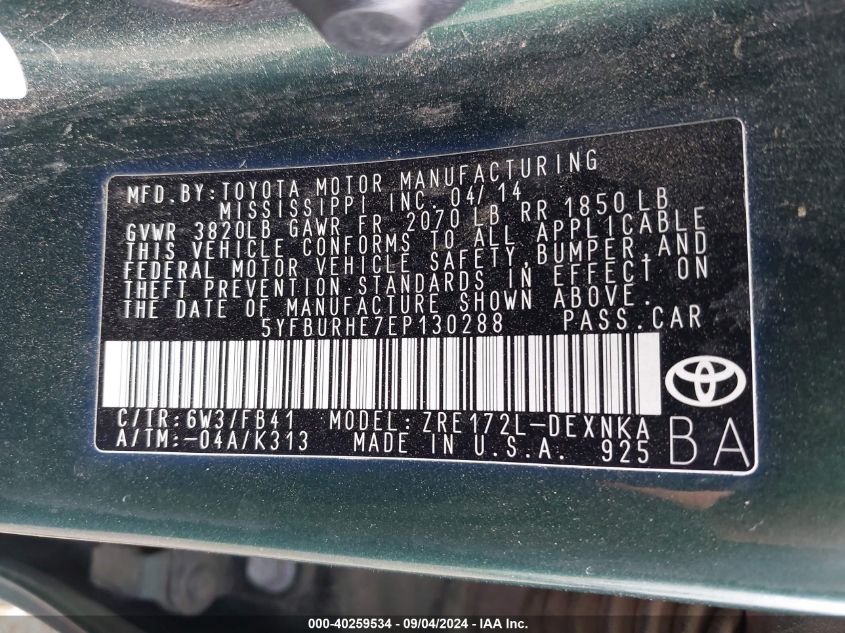 MFD.BY:TOYOTA MOTOR MANUFACTURING
MISSISSIPPI INC. 04/14
GVWR 3820LB GAWR FR 2070 LB RR 1850 LB
THIS VEHICLE CONFORMS TO ALL APPLICABLE
FEDERAL MOTOR VEHICLE SAFETY,BUMPER,AND
THEFT PREVENTION STANDARDS IN EFFECT ON
THE DATE OF MANUFACTURE SHOWN ABOVE.
5YFBURHE7EP130288 PASS.CAR
C/TR:6W3/FB41 MODEL:ZRE172L-DEXNKA
A/TM:-04A/K313 MADE IN U.S.A. 925
BA
000-40259534 - 09/04/2024 - IAA Inc.